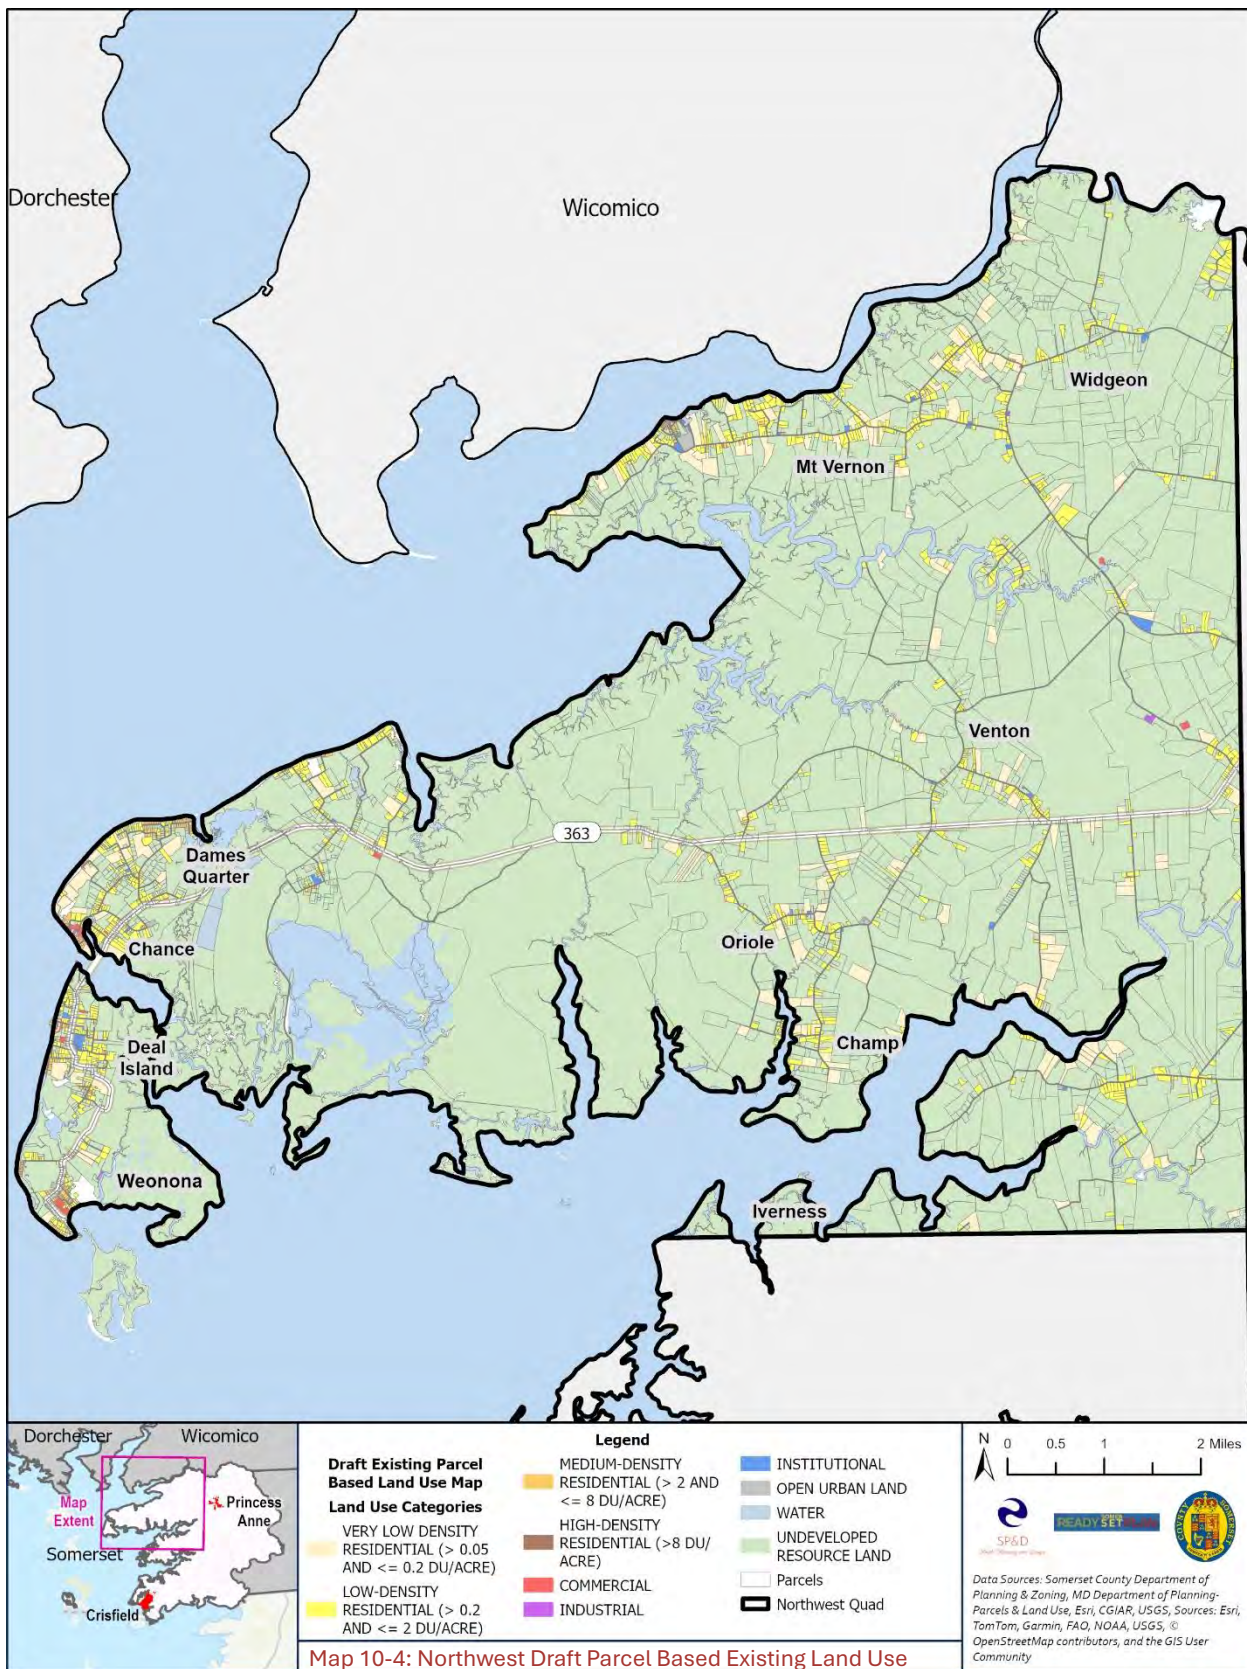 Dorchester
Wicomico
Widgeon
Mt Vernon
Venton
363
Dames
Quarter
Chance
Oriole
Deal
Island
Champ
Weonona
Iverness
Dorchester
Wicomico
Map
Extent
Princess
Anne
Somerset
Crisfield
Legend
Draft Existing Parcel
Based Land Use Map
Land Use Categories
VERY LOW DENSITY
RESIDENTIAL (> 0.05
AND <= 0.2 DU/ACRE)
LOW-DENSITY
RESIDENTIAL (> 0.2
AND <= 2 DU/ACRE)
MEDIUM-DENSITY
RESIDENTIAL (> 2 AND
<= 8 DU/ACRE)
HIGH-DENSITY
RESIDENTIAL (>8 DU/
ACRE)
COMMERCIAL
INDUSTRIAL
INSTITUTIONAL
OPEN URBAN LAND
WATER
UNDEVELOPED
RESOURCE LAND
Parcels
Northwest Quad
N
0 0.5 1 2 Miles
SP&D
READY SET
Data Sources: Somerset County Department of
Planning & Zoning, MD Department of Planning-
Parcels & Land Use, Esri, CGIAR, USGS, Sources: Esri,
TomTom, Garmin, FAO, NOAA, USGS, ©
OpenStreetMap contributors, and the GIS User
Community
Map 10-4: Northwest Draft Parcel Based Existing Land Use